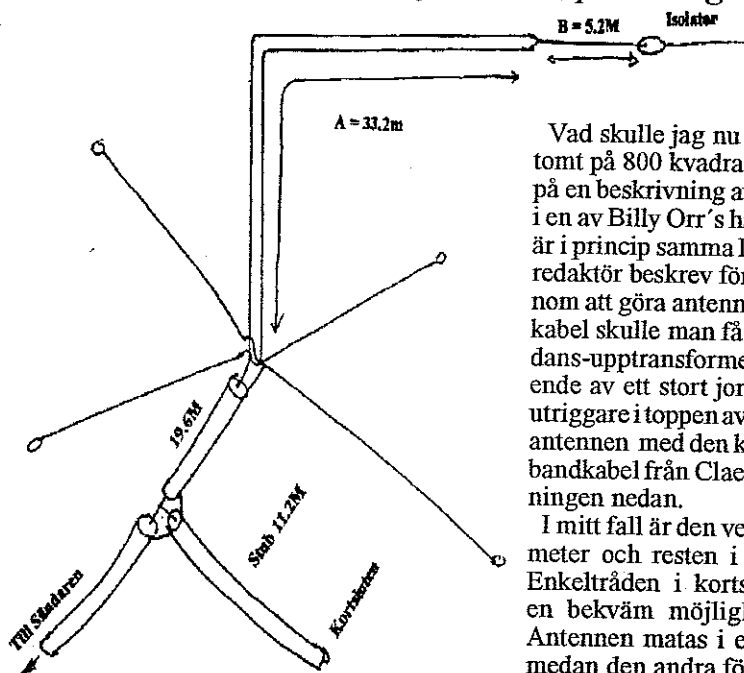 B = 5.2M
Isolator
A = 33.2m
19.6M
Stub 11.2M
Kortsluten
Till Sändaren
Vad skulle jag nu
tomt på 800 kvadra
på en beskrivning av
i en av Billy Orr´s h
är i princip samma l
redaktör beskrev för
nom att göra antenn
kabel skulle man få
dans-upptransforme
ende av ett stort jor
utriggare i toppen av
antennen med den k
bandkabel från Clae
ningen nedan.
I mitt fall är den ve
meter och resten i
Enkeltråden i korts
en bekväm möjligh
Antennen matas i e
medan den andra fö